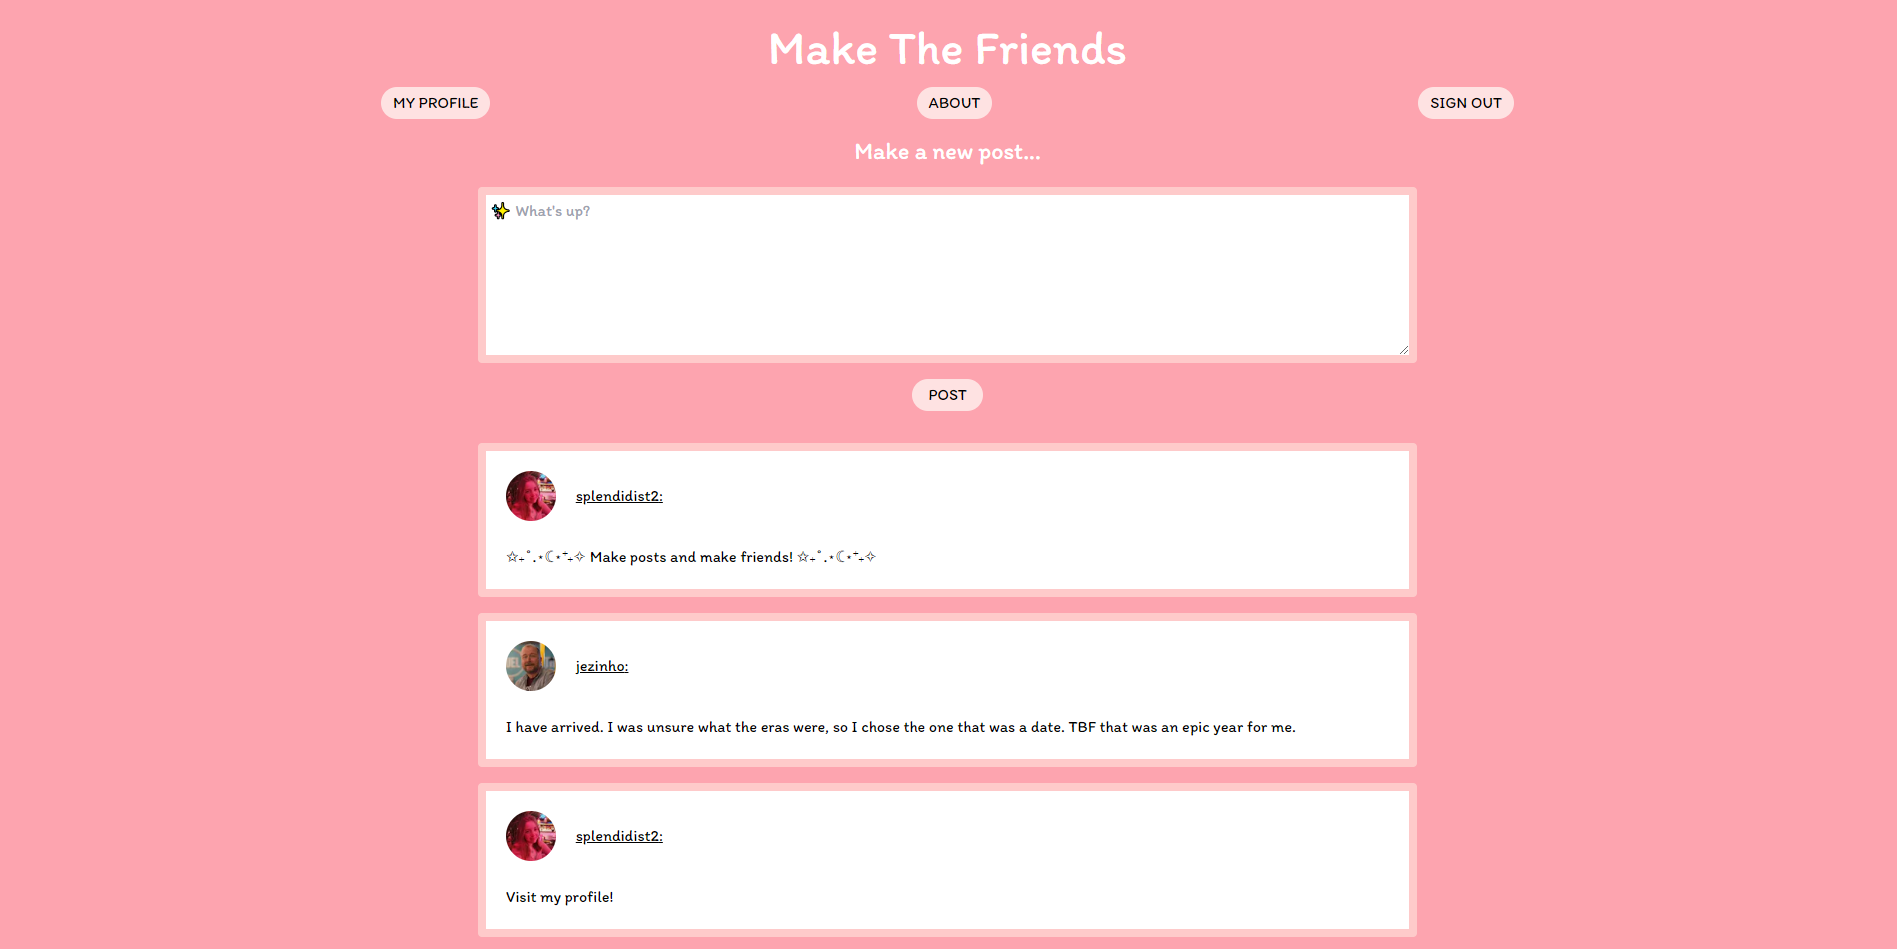 Make The Friends
MY PROFILE
ABOUT
SIGN OUT
Make a new post...
✨ What's up?
POST
splendidist2:
☆₊˚.⋆☾⋆⁺₊✧ Make posts and make friends! ☆₊˚.⋆☾⋆⁺₊✧
jezinho:
I have arrived. I was unsure what the eras were, so I chose the one that was a date. TBF that was an epic year for me.
splendidist2:
Visit my profile!